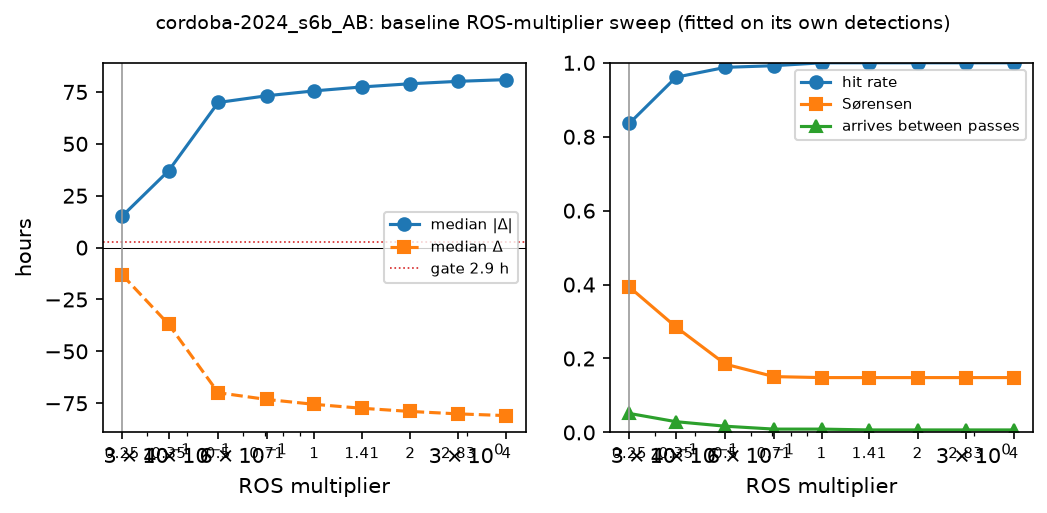 cordoba-2024_s6b_AB: baseline ROS-multiplier sweep (fitted on its own detections)
hours
75
50
25
0
−25
−50
−75
median |Δ|
median Δ
gate 2.9 h
1
1.41
2
4
ROS multiplier
1.0
0.8
0.6
0.4
0.2
0.0
hit rate
Sørensen
arrives between passes
1
1.41
2
4
ROS multiplier